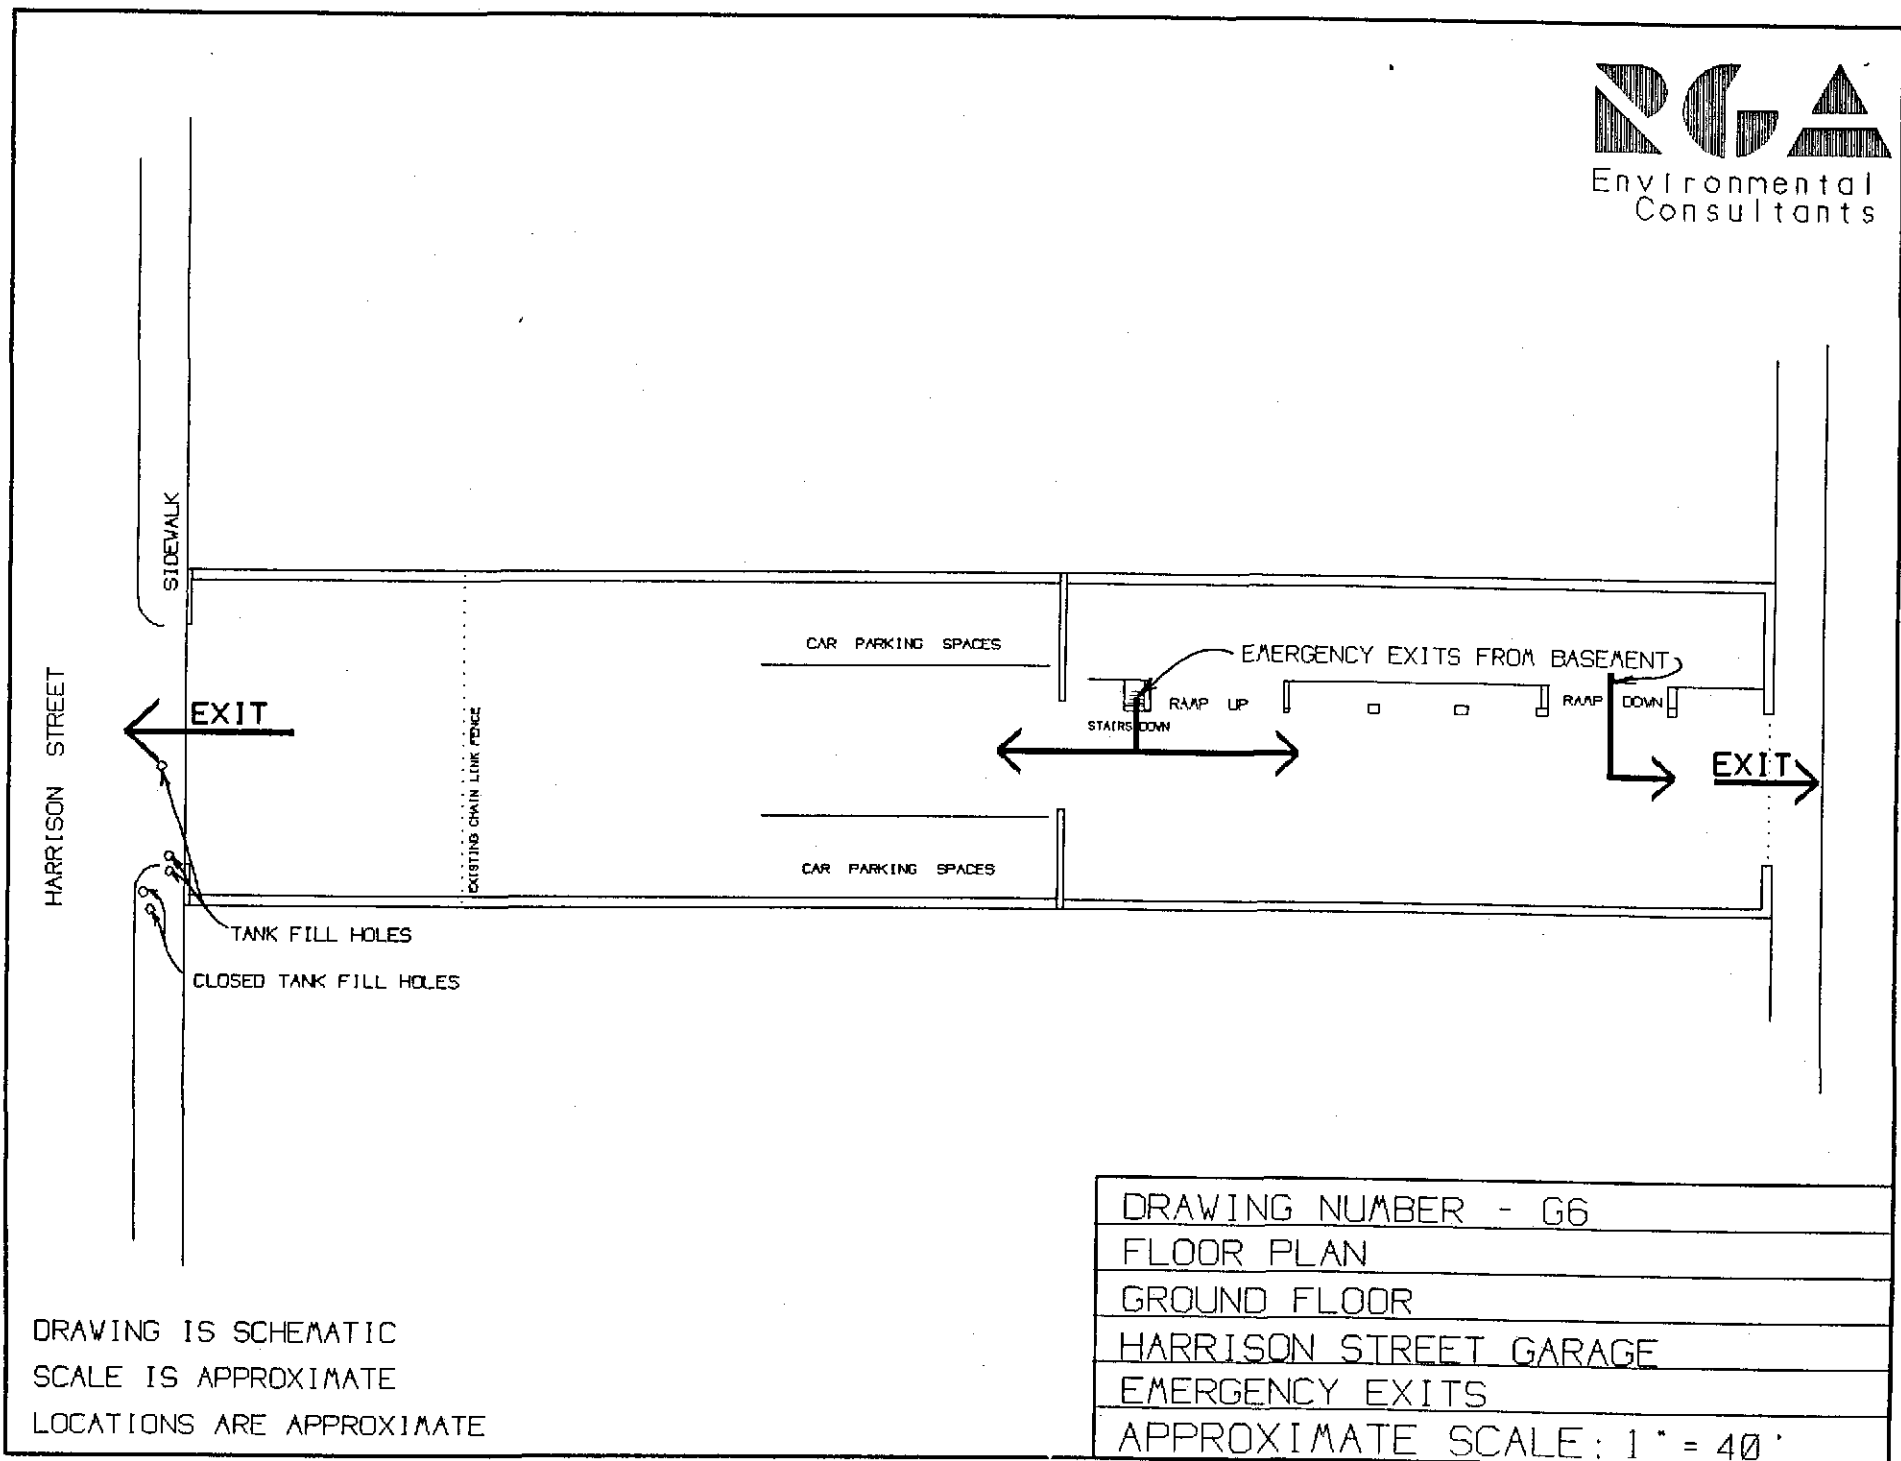 RGA
Environmental
Consultants
SIDEWALK
HARRISON STREET
EXIT
EXISTING CHAIN LINK FENCE
CAR PARKING SPACES
EMERGENCY EXITS FROM BASEMENT
RAMP UP
RAMP DOWN
STAIRS DOWN
EXIT
CAR PARKING SPACES
TANK FILL HOLES
CLOSED TANK FILL HOLES
DRAWING IS SCHEMATIC
SCALE IS APPROXIMATE
LOCATIONS ARE APPROXIMATE
DRAWING NUMBER - G6
FLOOR PLAN
GROUND FLOOR
HARRISON STREET GARAGE
EMERGENCY EXITS
APPROXIMATE SCALE: 1" = 40'